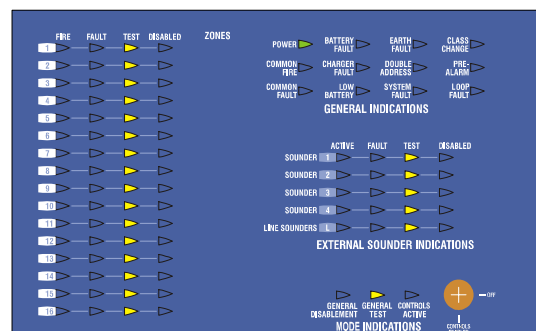 FIRE FAULT TEST DISABLED ZONES
1
2
3
4
5
6
7
8
9
10
11
12
13
14
15
16
POWER BATTERY FAULT EARTH FAULT CLASS CHANGE
COMMON FIRE CHARGER FAULT DOUBLE ADDRESS PRE-ALARM
COMMON FAULT LOW BATTERY SYSTEM FAULT LOOP FAULT
GENERAL INDICATIONS
ACTIVE FAULT TEST DISABLED
SOUNDER 1
SOUNDER 2
SOUNDER 3
SOUNDER 4
LINE SOUNDERS L
EXTERNAL SOUNDER INDICATIONS
GENERAL DISABLEMENT GENERAL TEST CONTROLS ACTIVE
MODE INDICATIONS
OFF
CONTROLS